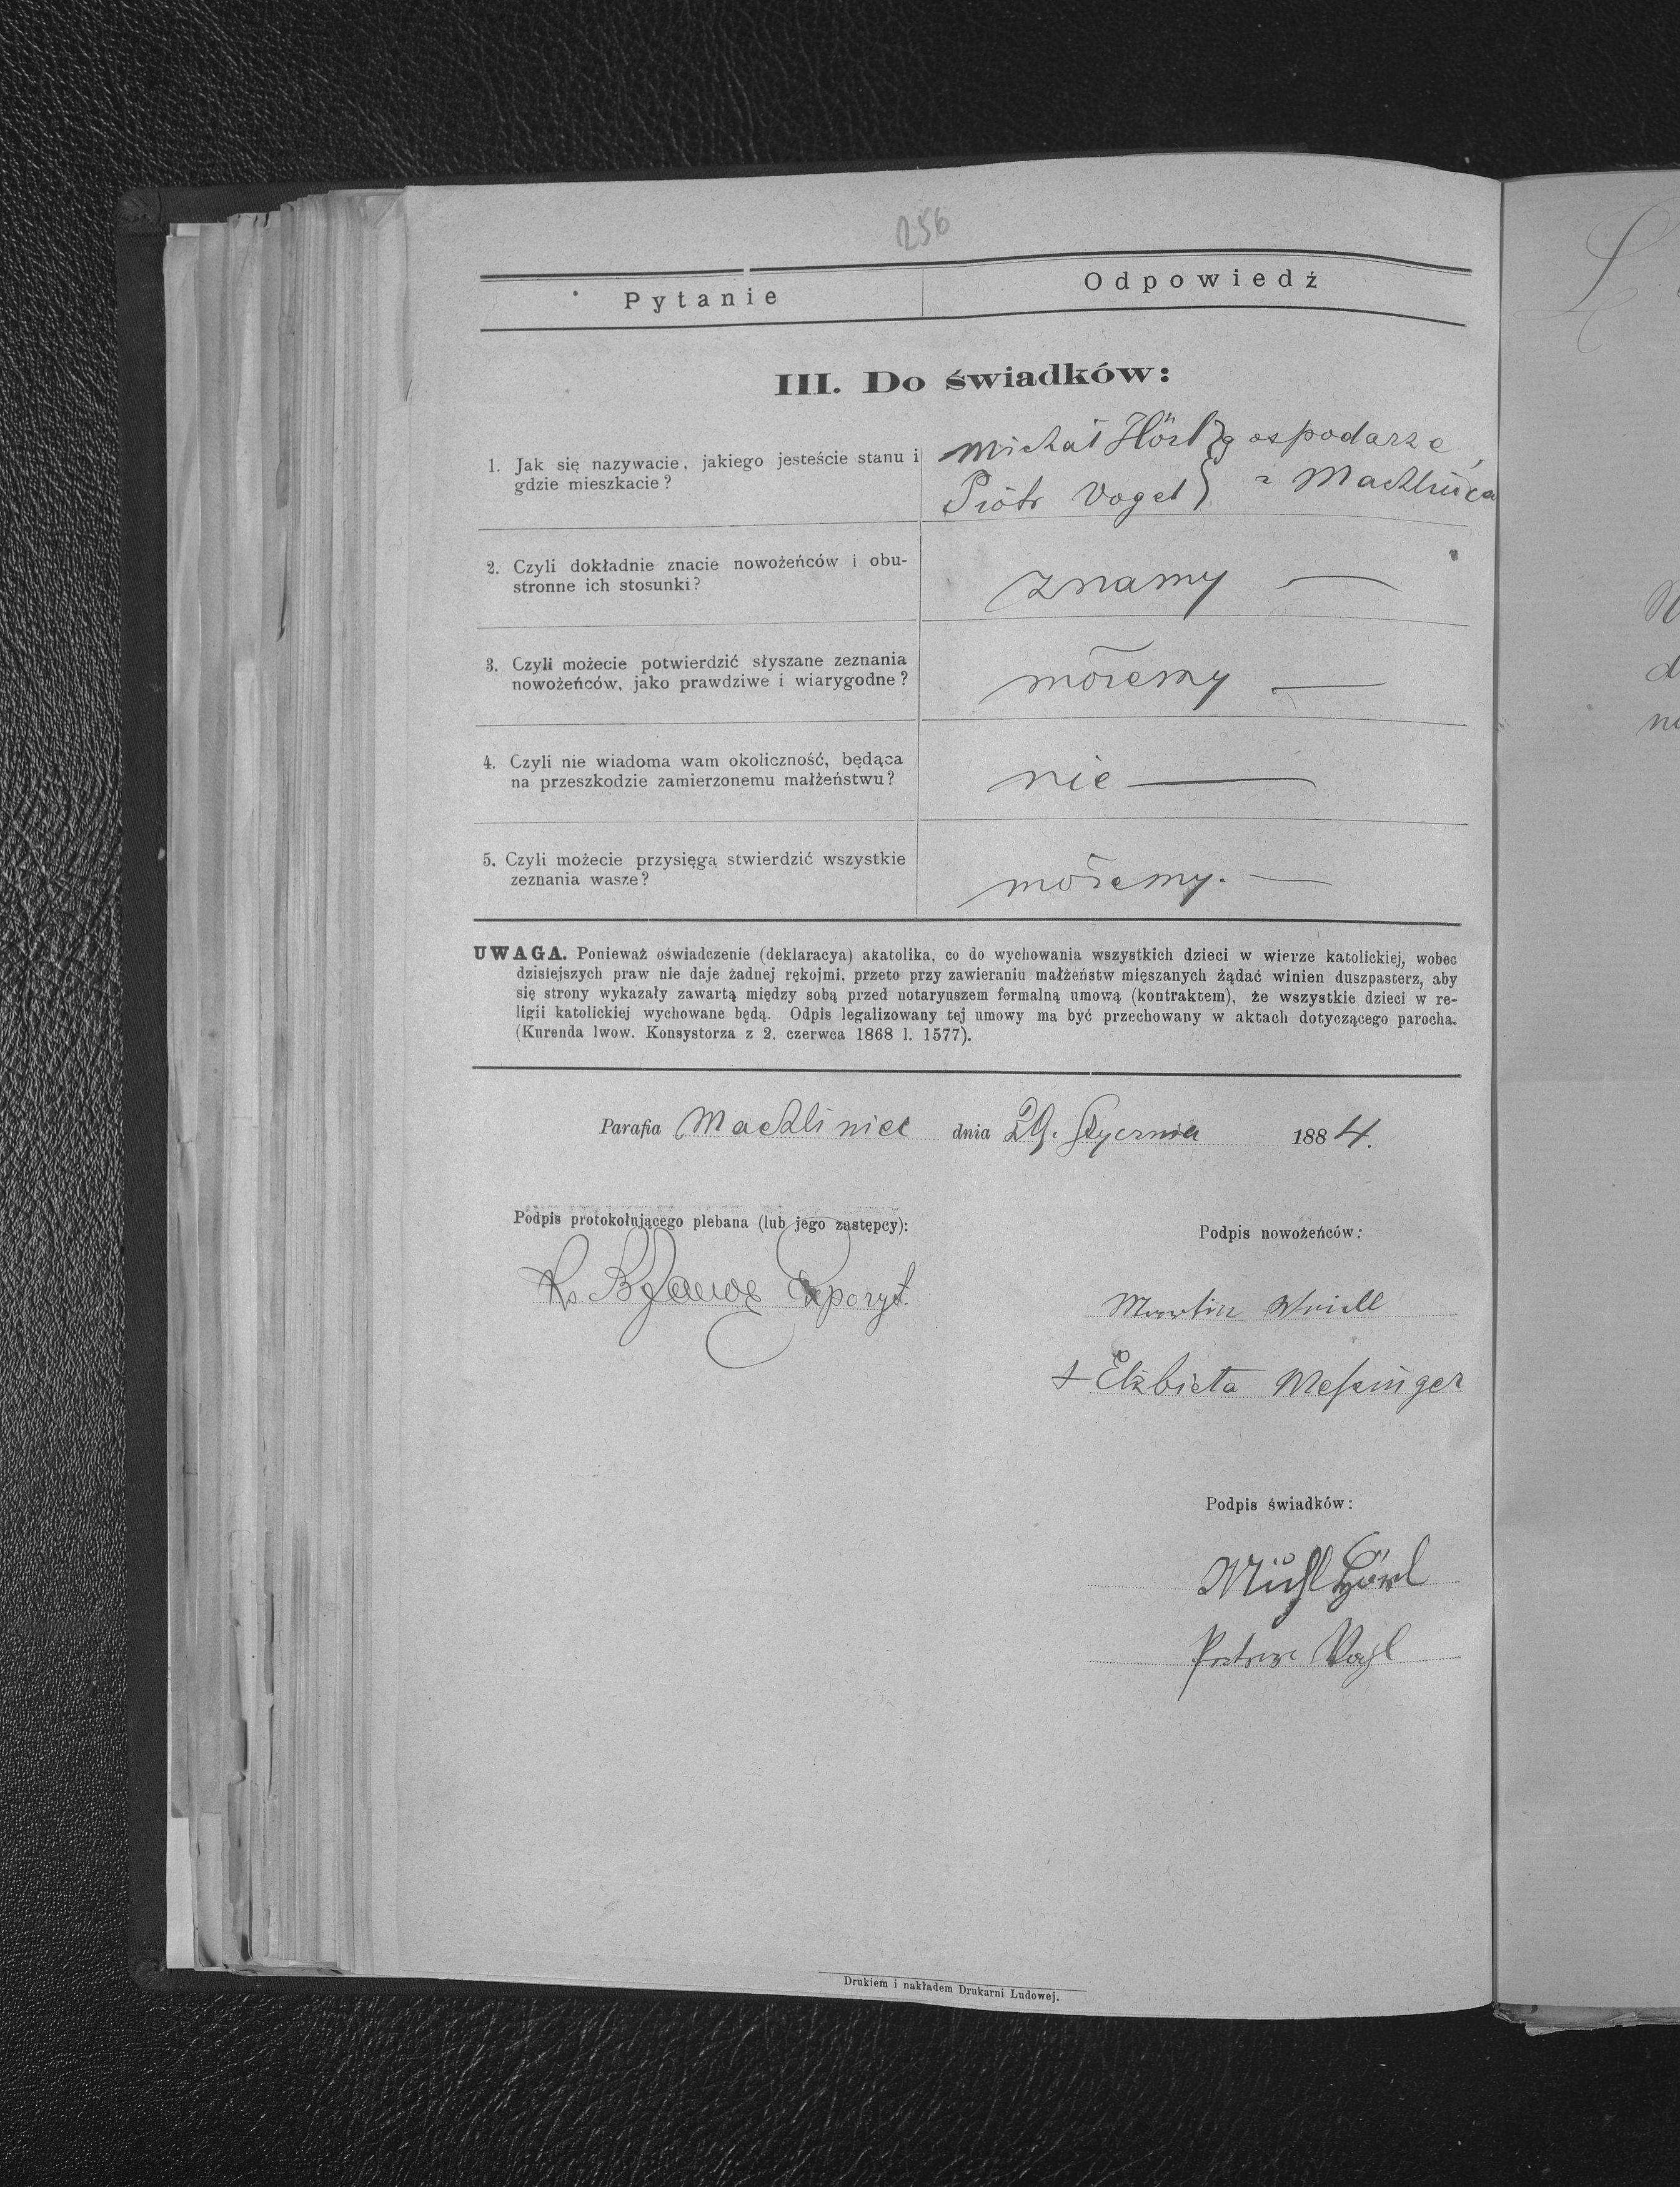 256
Pytanie
Odpowiedź
III. Do świadków:
1. Jak się nazywacie, jakiego jesteście stanu i
gdzie mieszkacie?
Michał Hörl } gospodarze
Piotr Vogel } z Machlińca
2. Czyli dokładnie znacie nowożeńców i obu-
stronne ich stosunki?
znamy —
3. Czyli możecie potwierdzić słyszane zeznania
nowożeńców, jako prawdziwe i wiarygodne?
możemy —
4. Czyli nie wiadoma wam okoliczność, będąca
na przeszkodzie zamierzonemu małżeństwu?
nie —
5. Czyli możecie przysięgą stwierdzić wszystkie
zeznania wasze?
możemy. —
UWAGA. Ponieważ oświadczenie (deklaracya) akatolika, co do wychowania wszystkich dzieci w wierze katolickiej, wobec
dzisiejszych praw nie daje żadnej rękojmi, przeto przy zawieraniu małżeństw mięszanych żądać winien duszpasterz, aby
się strony wykazały zawartą między sobą przed notaryuszem formalną umową (kontraktem), że wszystkie dzieci w re-
ligii katolickiej wychowane będą. Odpis legalizowany tej umowy ma być przechowany w aktach dotyczącego parocha.
(Kurenda lwow. Konsystorza z 2. czerwca 1868 l. 1577).
Parafia Machliniec dnia 29. Stycznia 1884.
Podpis protokołującego plebana (lub jego zastępcy):
Ks.
Podpis nowożeńców:
Martin
+ Elżbieta Messinger
Podpis świadków:
Michl Hörl
Peter Vogl
Drukiem i nakładem Drukarni Ludowej.